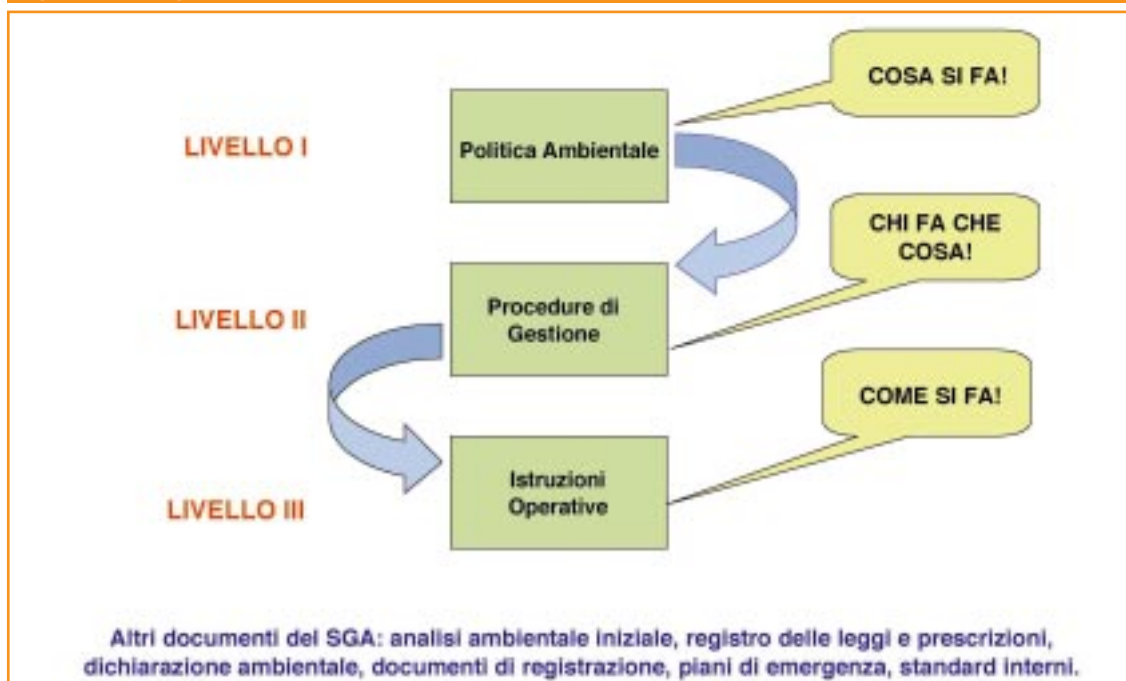 COSA SI FA!
LIVELLO I
Politica Ambientale
CHI FA CHE
COSA!
LIVELLO II
Procedure di
Gestione
COME SI FA!
LIVELLO III
Istruzioni
Operative
Altri documenti del SGA: analisi ambientale iniziale, registro delle leggi e prescrizioni,
dichiarazione ambientale, documenti di registrazione, piani di emergenza, standard interni.